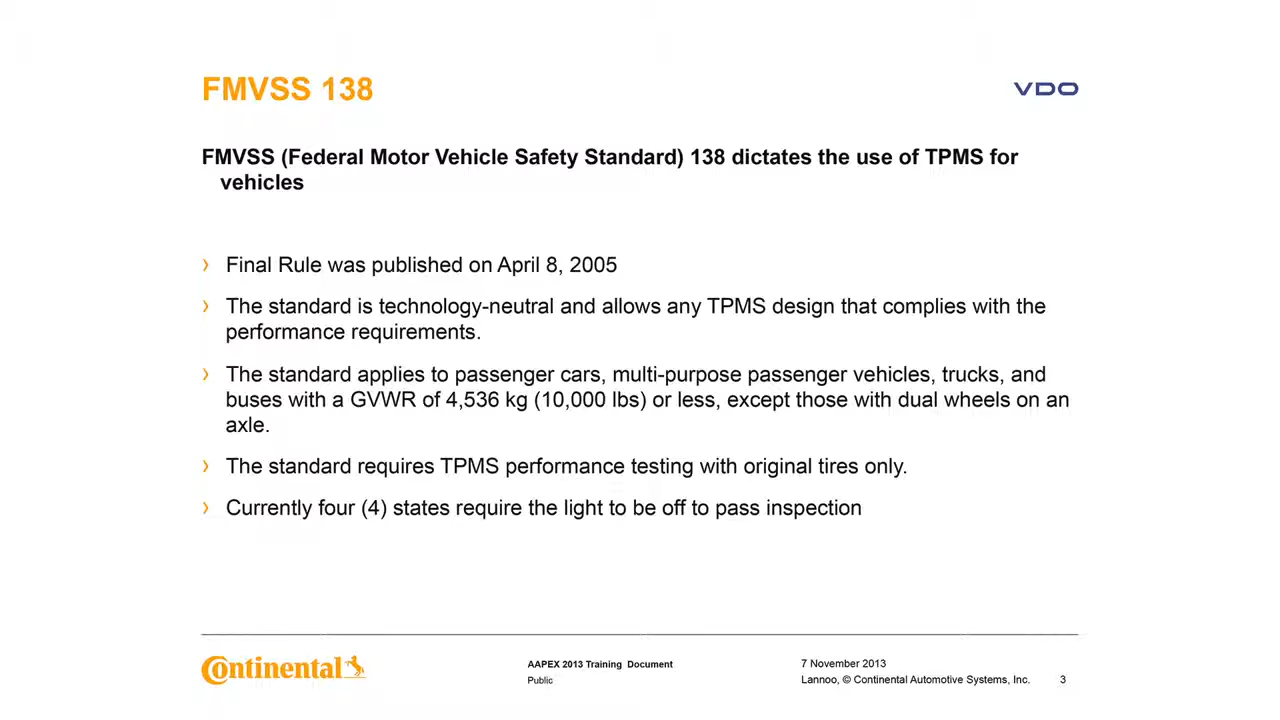 FMVSS 138
VDO
FMVSS (Federal Motor Vehicle Safety Standard) 138 dictates the use of TPMS for
vehicles
› Final Rule was published on April 8, 2005
› The standard is technology-neutral and allows any TPMS design that complies with the
performance requirements.
› The standard applies to passenger cars, multi-purpose passenger vehicles, trucks, and
buses with a GVWR of 4,536 kg (10,000 lbs) or less, except those with dual wheels on an
axle.
› The standard requires TPMS performance testing with original tires only.
› Currently four (4) states require the light to be off to pass inspection
Continental
AAPEX 2013 Training Document
Public
7 November 2013
Lannoo, © Continental Automotive Systems, Inc.
3